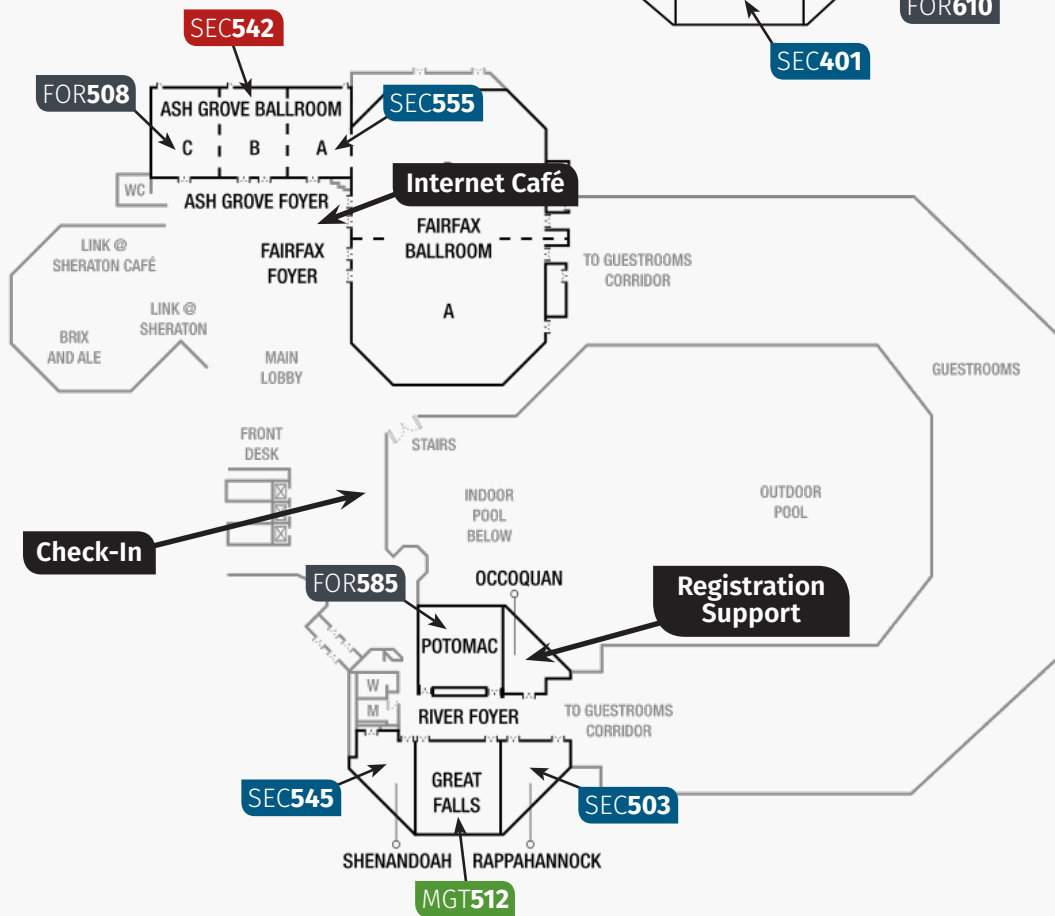 FOR610
SEC542
SEC401
FOR508
ASH GROVE BALLROOM
SEC555
C
B
A
Internet Café
WC
ASH GROVE FOYER
FAIRFAX
BALLROOM
LINK @
SHERATON CAFÉ
FAIRFAX
FOYER
TO GUESTROOMS
CORRIDOR
LINK @
SHERATON
A
BRIX
AND ALE
MAIN
LOBBY
GUESTROOMS
FRONT
DESK
STAIRS
INDOOR
POOL
BELOW
OUTDOOR
POOL
Check-In
FOR585
OCCOQUAN
Registration
Support
POTOMAC
W
M
RIVER FOYER
TO GUESTROOMS
CORRIDOR
SEC545
GREAT
FALLS
SEC503
SHENANDOAH
RAPPAHANNOCK
MGT512